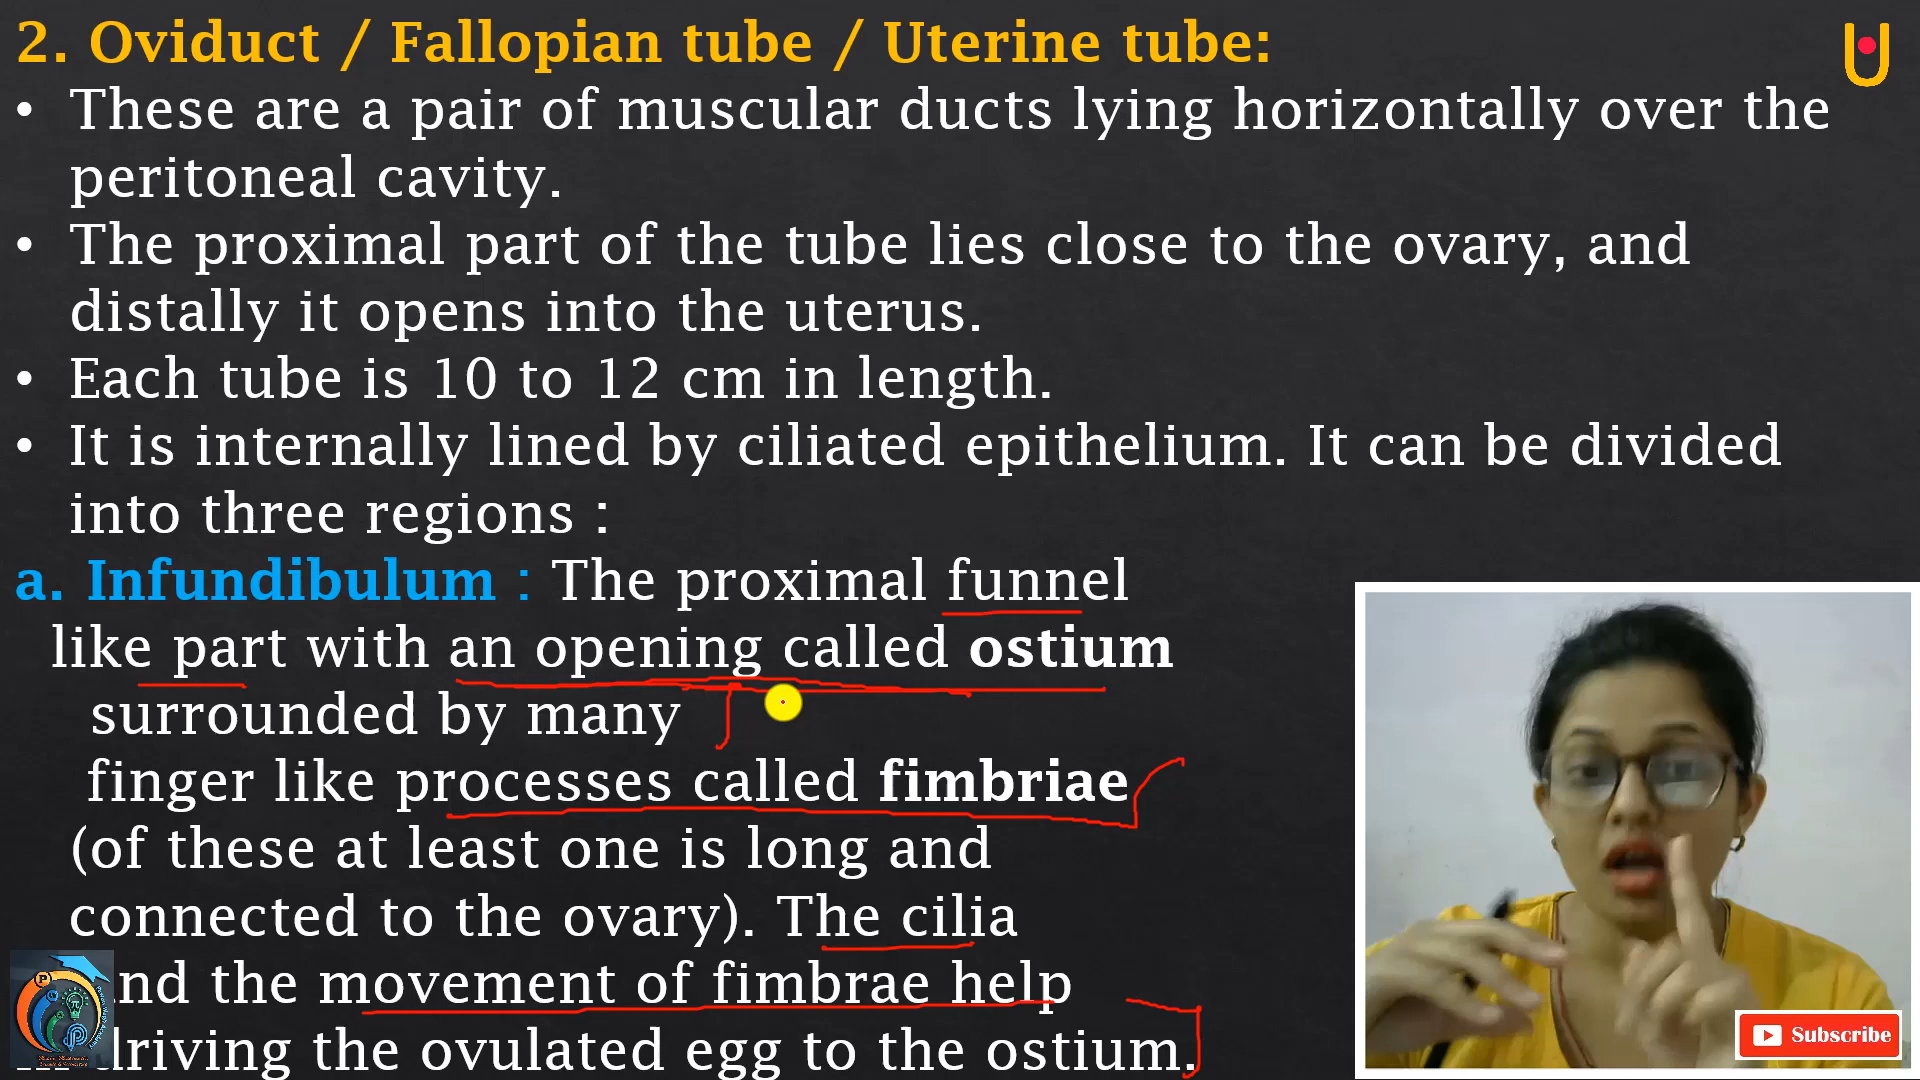 2. Oviduct / Fallopian tube / Uterine tube:
• These are a pair of muscular ducts lying horizontally over the
peritoneal cavity.
• The proximal part of the tube lies close to the ovary, and
distally it opens into the uterus.
• Each tube is 10 to 12 cm in length.
• It is internally lined by ciliated epithelium. It can be divided
into three regions :
a. Infundibulum : The proximal funnel
like part with an opening called ostium
surrounded by many
finger like processes called fimbriae
(of these at least one is long and
connected to the ovary). The cilia
and the movement of fimbrae help
in driving the ovulated egg to the ostium.
Subscribe